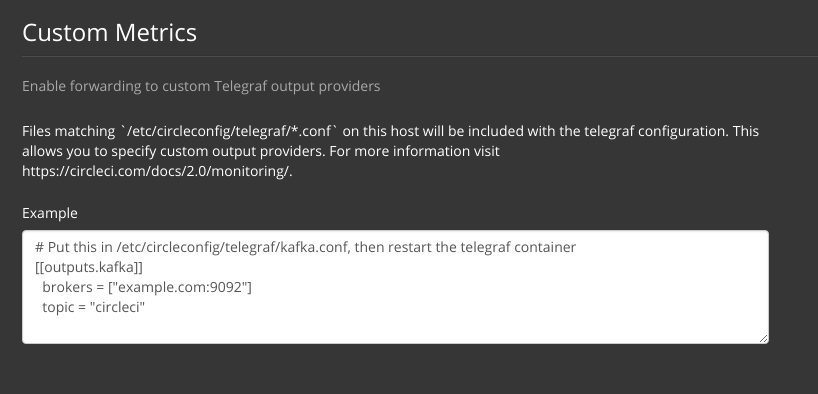 Custom Metrics
Enable forwarding to custom Telegraf output providers
Files matching `/etc/circleconfig/telegraf/*.conf` on this host will be included with the telegraf configuration. This
allows you to specify custom output providers. For more information visit
https://circleci.com/docs/2.0/monitoring/.
Example
# Put this in /etc/circleconfig/telegraf/kafka.conf, then restart the telegraf container
[[outputs.kafka]]
  brokers = ["example.com:9092"]
  topic = "circleci"